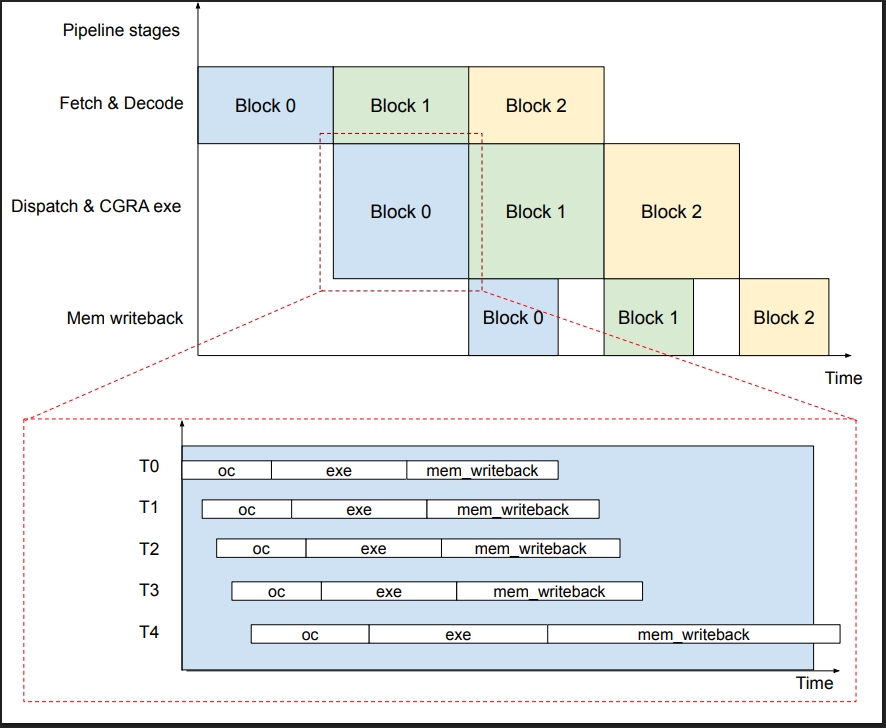 Pipeline stages
Fetch & Decode
Block 0
Block 1
Block 2
Dispatch & CGRA exe
Block 0
Block 1
Block 2
Mem writeback
Block 0
Block 1
Block 2
Time
T0
oc
exe
mem_writeback
T1
oc
exe
mem_writeback
T2
oc
exe
mem_writeback
T3
oc
exe
mem_writeback
T4
oc
exe
mem_writeback
Time